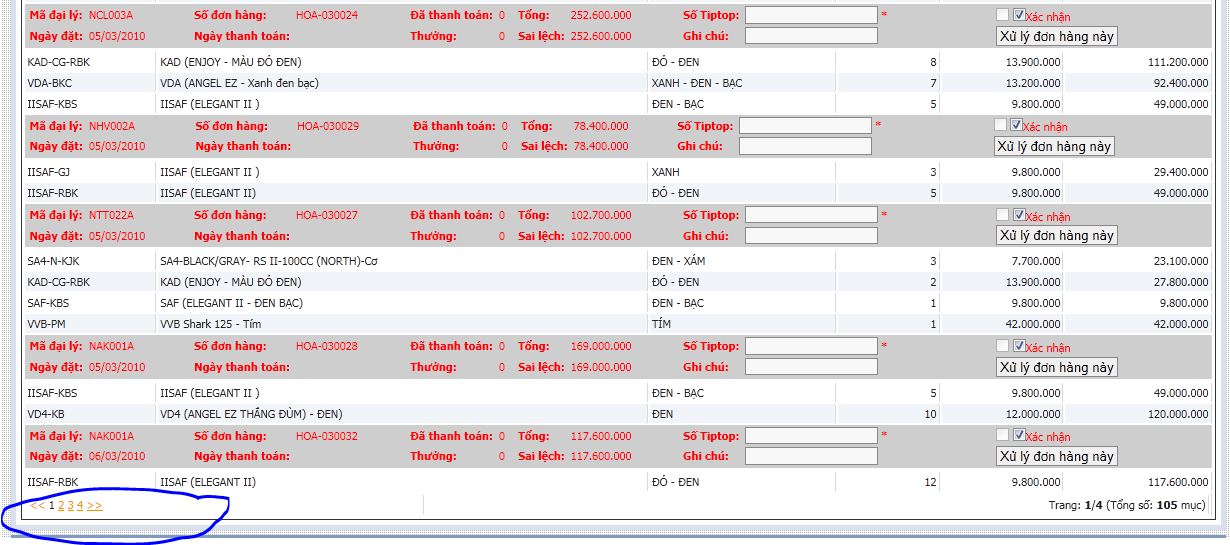 Mã đại lý: NCL003A Số đơn hàng: HOA-030024 Đã thanh toán: 0 Tổng: 252.600.000 Số Tiptop: * Xác nhận
Ngày đặt: 05/03/2010 Ngày thanh toán: Thưởng: 0 Sai lệch: 252.600.000 Ghi chú: Xử lý đơn hàng này
KAD-CG-RBK KAD (ENJOY - MÀU ĐỎ ĐEN) ĐỎ - ĐEN 8 13.900.000 111.200.000
VDA-BKC VDA (ANGEL EZ - Xanh đen bạc) XANH - ĐEN - BẠC 7 13.200.000 92.400.000
IISAF-KBS IISAF (ELEGANT II ) ĐEN - BẠC 5 9.800.000 49.000.000
Mã đại lý: NHV002A Số đơn hàng: HOA-030029 Đã thanh toán: 0 Tổng: 78.400.000 Số Tiptop: * Xác nhận
Ngày đặt: 05/03/2010 Ngày thanh toán: Thưởng: 0 Sai lệch: 78.400.000 Ghi chú: Xử lý đơn hàng này
IISAF-GJ IISAF (ELEGANT II ) XANH 3 9.800.000 29.400.000
IISAF-RBK IISAF (ELEGANT II) ĐỎ - ĐEN 5 9.800.000 49.000.000
Mã đại lý: NTT022A Số đơn hàng: HOA-030027 Đã thanh toán: 0 Tổng: 102.700.000 Số Tiptop: * Xác nhận
Ngày đặt: 05/03/2010 Ngày thanh toán: Thưởng: 0 Sai lệch: 102.700.000 Ghi chú: Xử lý đơn hàng này
SA4-N-KJK SA4-BLACK/GRAY- RS II-100CC (NORTH)-Cơ ĐEN - XÁM 3 7.700.000 23.100.000
KAD-CG-RBK KAD (ENJOY - MÀU ĐỎ ĐEN) ĐỎ - ĐEN 2 13.900.000 27.800.000
SAF-KBS SAF (ELEGANT II - ĐEN BẠC) ĐEN - BẠC 1 9.800.000 9.800.000
VVB-PM VVB Shark 125 - Tím TÍM 1 42.000.000 42.000.000
Mã đại lý: NAK001A Số đơn hàng: HOA-030028 Đã thanh toán: 0 Tổng: 169.000.000 Số Tiptop: * Xác nhận
Ngày đặt: 05/03/2010 Ngày thanh toán: Thưởng: 0 Sai lệch: 169.000.000 Ghi chú: Xử lý đơn hàng này
IISAF-KBS IISAF (ELEGANT II ) ĐEN - BẠC 5 9.800.000 49.000.000
VD4-KB VD4 (ANGEL EZ THẮNG ĐÙM) - ĐEN) ĐEN 10 12.000.000 120.000.000
Mã đại lý: NAK001A Số đơn hàng: HOA-030032 Đã thanh toán: 0 Tổng: 117.600.000 Số Tiptop: * Xác nhận
Ngày đặt: 06/03/2010 Ngày thanh toán: Thưởng: 0 Sai lệch: 117.600.000 Ghi chú: Xử lý đơn hàng này
IISAF-RBK IISAF (ELEGANT II) ĐỎ - ĐEN 12 9.800.000 117.600.000
<< 1 2 3 4 >> Trang: 1/4 (Tổng số: 105 mục)